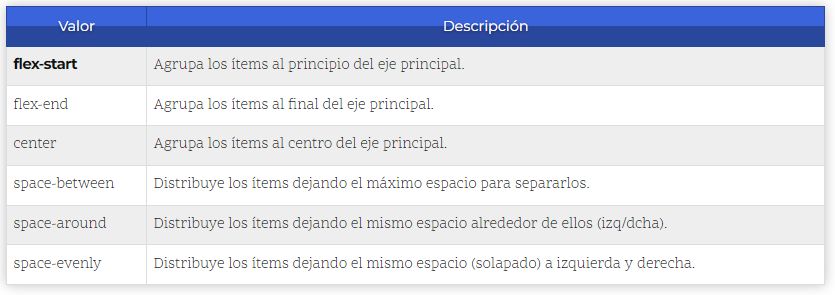 Valor Descripción
flex-start Agrupa los ítems al principio del eje principal.
flex-end Agrupa los ítems al final del eje principal.
center Agrupa los ítems al centro del eje principal.
space-between Distribuye los ítems dejando el máximo espacio para separarlos.
space-around Distribuye los ítems dejando el mismo espacio alrededor de ellos (izq/dcha).
space-evenly Distribuye los ítems dejando el mismo espacio (solapado) a izquierda y derecha.